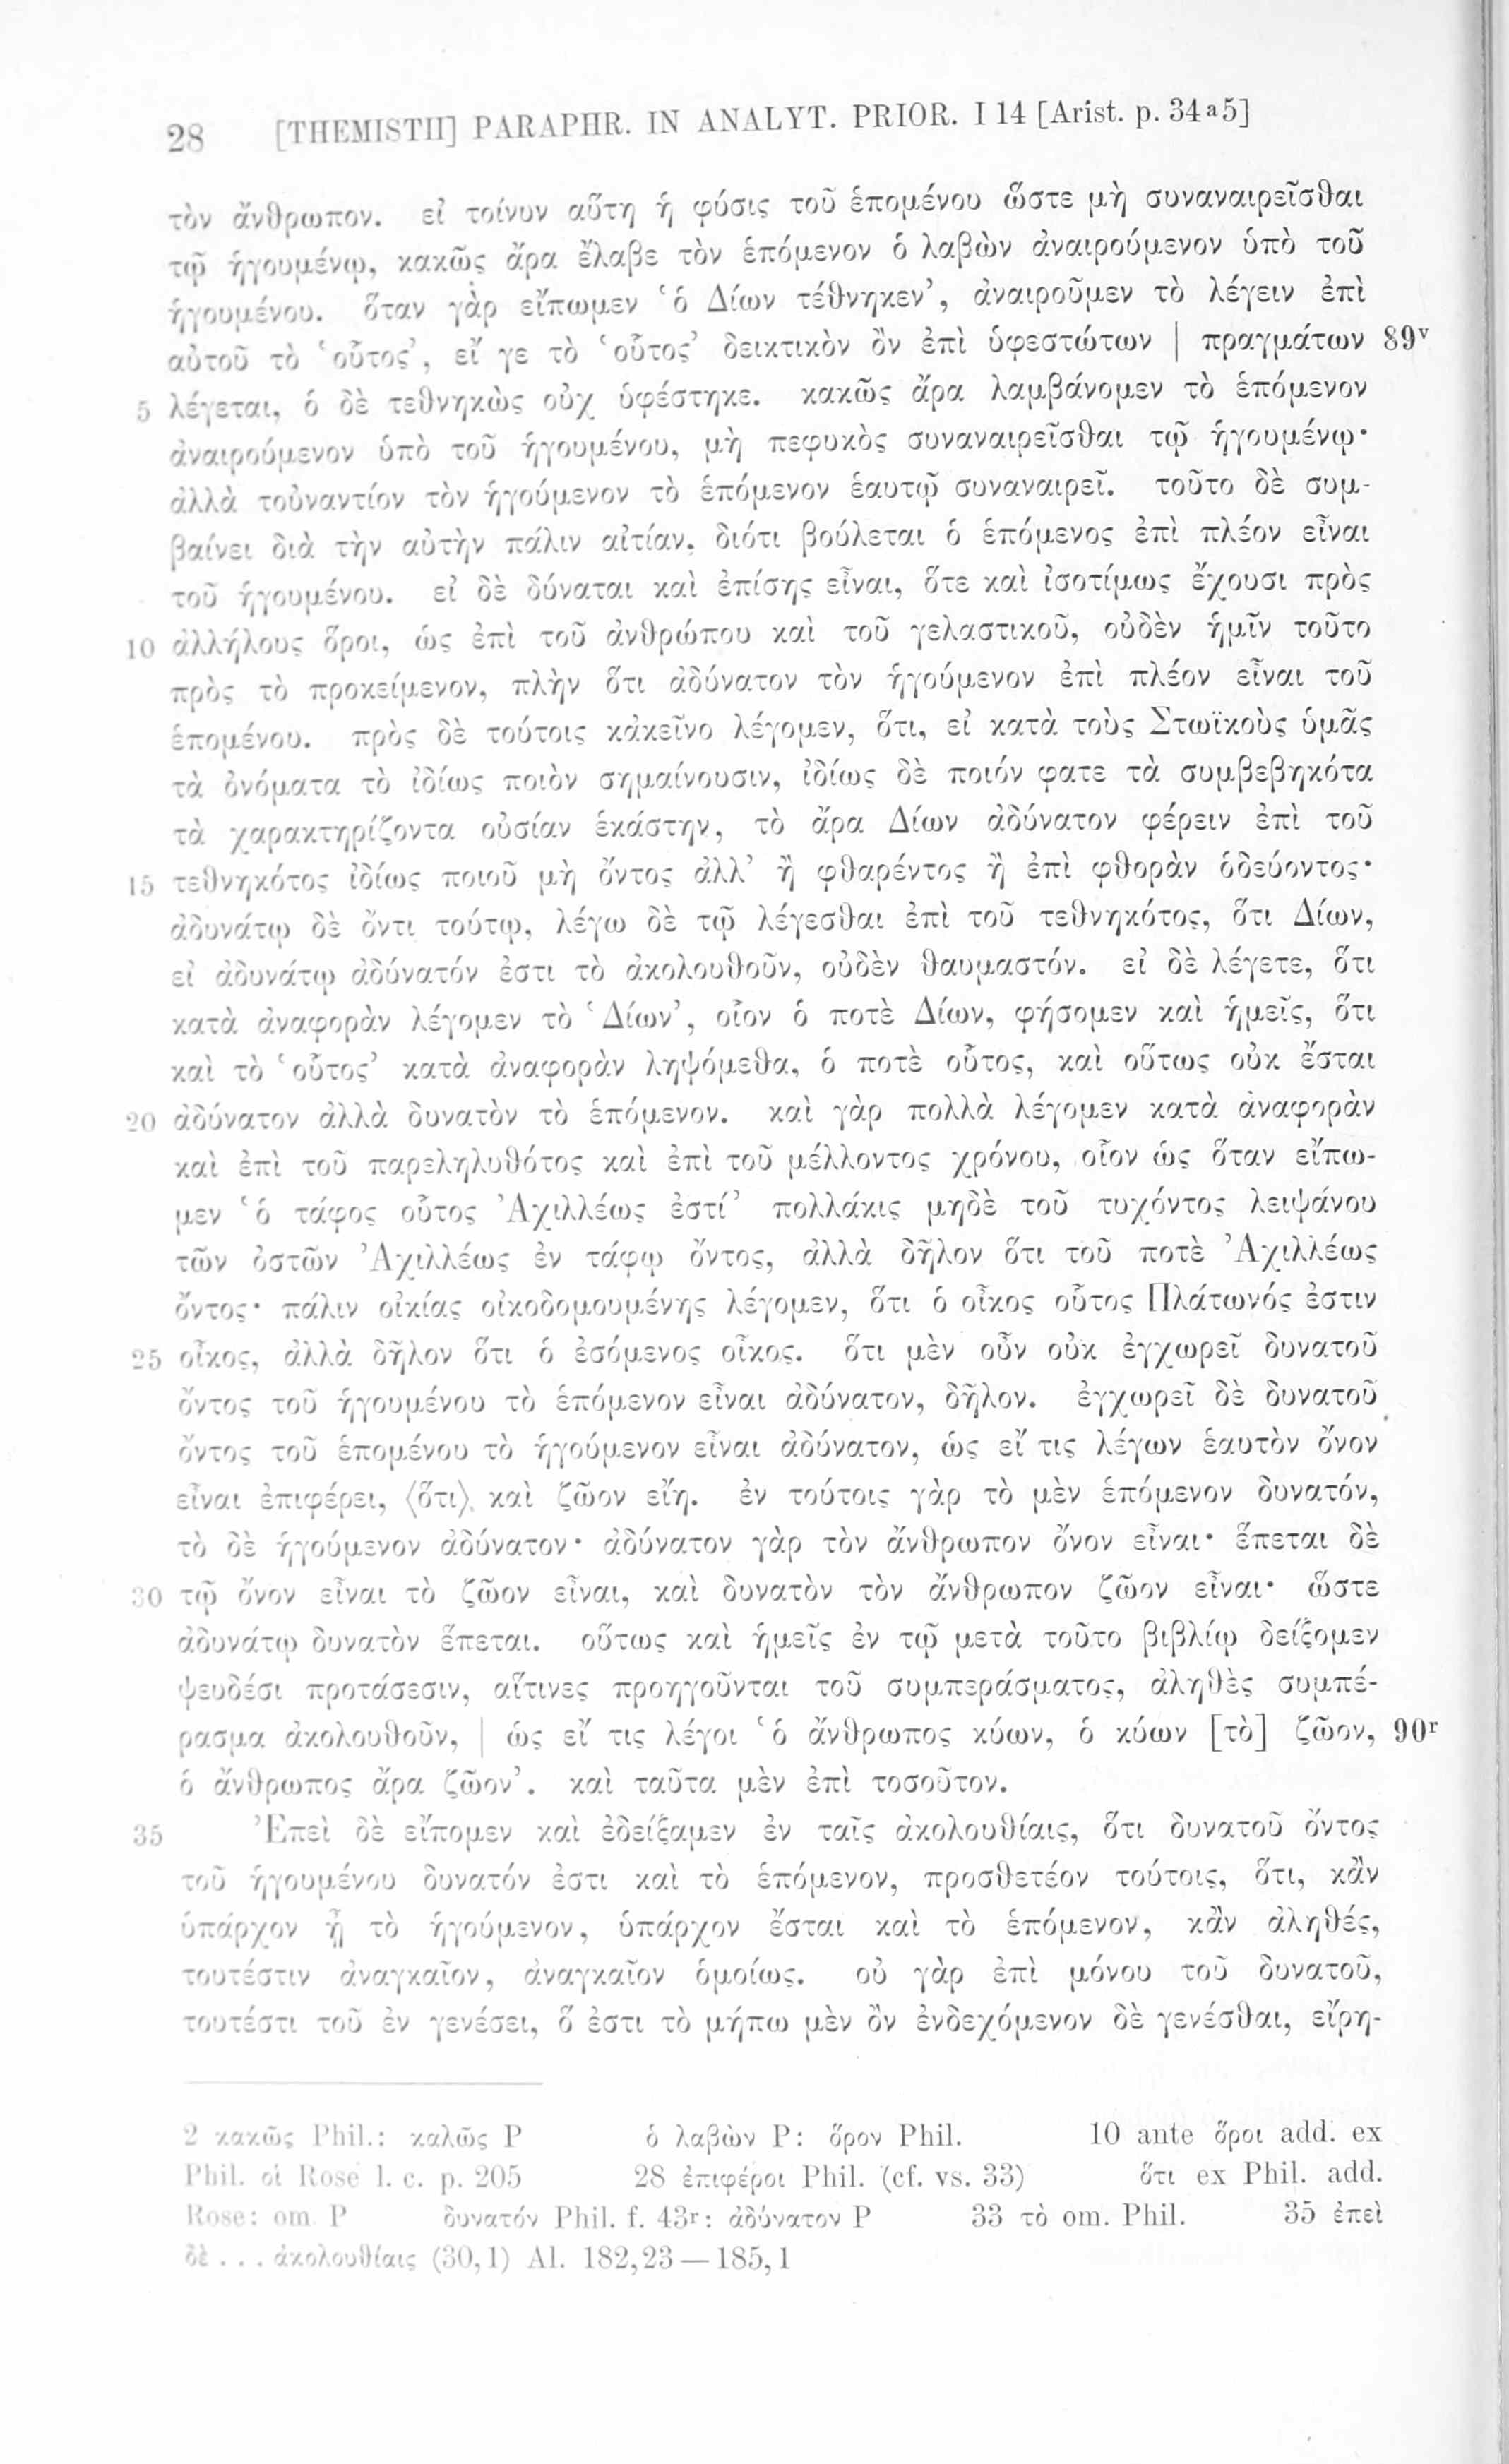 28 [THEMISTII] PARAPHR. IN ANALYT. PRIOR. I 14 [Arist. p. 34a5]
τὸν ἄνθρωπον. εἰ τοίνυν αὕτη ἡ φύσις τοῦ ἑπομένου ὥστε μὴ συναναιρεῖσθαι
τῷ ἡγουμένῳ, κακῶς ἄρα ἔλαβε τὸν ἑπόμενον ὁ λαβὼν ἀναιρούμενον ὑπὸ τοῦ
ἡγουμένου. ὅταν γὰρ εἴπωμεν ‘ὁ Δίων τέθνηκεν’, ἀναιροῦμεν τὸ λέγειν ἐπὶ
αὐτοῦ τὸ ‘οὗτος’, εἴ γε τὸ ‘οὗτος’ δεικτικὸν ὂν ἐπὶ ὑφεστώτων | πραγμάτων 89v
5 λέγεται, ὁ δὲ τεθνηκὼς οὐχ ὑφέστηκε. κακῶς ἄρα λαμβάνομεν τὸ ἑπόμενον
ἀναιρούμενον ὑπὸ τοῦ ἡγουμένου, μὴ πεφυκὸς συναναιρεῖσθαι τῷ ἡγουμένῳ·
ἀλλὰ τοὐναντίον τὸν ἡγούμενον τὸ ἑπόμενον ἑαυτῷ συναναιρεῖ. τοῦτο δὲ συμ-
βαίνει διὰ τὴν αὐτὴν πάλιν αἰτίαν, διότι βούλεται ὁ ἑπόμενος ἐπὶ πλέον εἶναι
τοῦ ἡγουμένου. εἰ δὲ δύναται καὶ ἐπίσης εἶναι, ὅτε καὶ ἰσοτίμως ἔχουσι πρὸς
10 ἀλλήλους ὅροι, ὡς ἐπὶ τοῦ ἀνθρώπου καὶ τοῦ γελαστικοῦ, οὐδὲν ἡμῖν τοῦτο
πρὸς τὸ προκείμενον, πλὴν ὅτι ἀδύνατον τὸν ἡγούμενον ἐπὶ πλέον εἶναι τοῦ
ἑπομένου. πρὸς δὲ τούτοις κἀκεῖνο λέγομεν, ὅτι, εἰ κατὰ τοὺς Στωϊκοὺς ὑμᾶς
τὰ ὀνόματα τὸ ἰδίως ποιὸν σημαίνουσιν, ἰδίως δὲ ποιόν φατε τὰ συμβεβηκότα
τὰ χαρακτηρίζοντα οὐσίαν ἑκάστην, τὸ ἄρα Δίων ἀδύνατον φέρειν ἐπὶ τοῦ
15 τεθνηκότος ἰδίως ποιοῦ μὴ ὄντος ἀλλ’ ἢ φθαρέντος ἢ ἐπὶ φθορὰν ὁδεύοντος·
ἀδυνάτῳ δὲ ὄντι τούτῳ, λέγω δὲ τῷ λέγεσθαι ἐπὶ τοῦ τεθνηκότος, ὅτι Δίων,
εἰ ἀδυνάτῳ ἀδύνατόν ἐστι τὸ ἀκολουθοῦν, οὐδὲν θαυμαστόν. εἰ δὲ λέγετε, ὅτι
κατὰ ἀναφορὰν λέγομεν τὸ ‘Δίων’, οἷον ὁ ποτὲ Δίων, φήσομεν καὶ ἡμεῖς, ὅτι
καὶ τὸ ‘οὗτος’ κατὰ ἀναφορὰν ληψόμεθα, ὁ ποτὲ οὗτος, καὶ οὕτως οὐκ ἔσται
20 ἀδύνατον ἀλλὰ δυνατὸν τὸ ἑπόμενον. καὶ γὰρ πολλὰ λέγομεν κατὰ ἀναφορὰν
καὶ ἐπὶ τοῦ παρεληλυθότος καὶ ἐπὶ τοῦ μέλλοντος χρόνου, οἷον ὡς ὅταν εἴπω-
μεν ‘ὁ τάφος οὗτος Ἀχιλλέως ἐστί’ πολλάκις μηδὲ τοῦ τυχόντος λειψάνου
τῶν ὀστῶν Ἀχιλλέως ἐν τάφῳ ὄντος, ἀλλὰ δῆλον ὅτι τοῦ ποτὲ Ἀχιλλέως
ὄντος· πάλιν οἰκίας οἰκοδομουμένης λέγομεν, ὅτι ὁ οἶκος οὗτος Πλάτωνός ἐστιν
25 οἶκος, ἀλλὰ δῆλον ὅτι ὁ ἐσόμενος οἶκος. ὅτι μὲν οὖν οὐκ ἐγχωρεῖ δυνατοῦ
ὄντος τοῦ ἡγουμένου τὸ ἑπόμενον εἶναι ἀδύνατον, δῆλον. ἐγχωρεῖ δὲ δυνατοῦ
ὄντος τοῦ ἑπομένου τὸ ἡγούμενον εἶναι ἀδύνατον, ὡς εἴ τις λέγων ἑαυτὸν ὄνον
εἶναι ἐπιφέρει, ⟨ὅτι⟩ καὶ ζῶον εἴη. ἐν τούτοις γὰρ τὸ μὲν ἑπόμενον δυνατόν,
τὸ δὲ ἡγούμενον ἀδύνατον· ἀδύνατον γὰρ τὸν ἄνθρωπον ὄνον εἶναι· ἕπεται δὲ
30 τῷ ὄνον εἶναι τὸ ζῶον εἶναι, καὶ δυνατὸν τὸν ἄνθρωπον ζῶον εἶναι· ὥστε
ἀδυνάτῳ δυνατὸν ἕπεται. οὕτως καὶ ἡμεῖς ἐν τῷ μετὰ τοῦτο βιβλίῳ δείξομεν
ψευδέσι προτάσεσιν, αἵτινες προηγοῦνται τοῦ συμπεράσματος, ἀληθὲς συμπέ-
ρασμα ἀκολουθοῦν, | ὡς εἴ τις λέγοι ‘ὁ ἄνθρωπος κύων, ὁ κύων [τὸ] ζῶον, 90r
ὁ ἄνθρωπος ἄρα ζῶον’. καὶ ταῦτα μὲν ἐπὶ τοσοῦτον.
35 Ἐπεὶ δὲ εἴπομεν καὶ ἐδείξαμεν ἐν ταῖς ἀκολουθίαις, ὅτι δυνατοῦ ὄντος
τοῦ ἡγουμένου δυνατόν ἐστι καὶ τὸ ἑπόμενον, προσθετέον τούτοις, ὅτι, κἂν
ὑπάρχον ᾖ τὸ ἡγούμενον, ὑπάρχον ἔσται καὶ τὸ ἑπόμενον, κἂν ἀληθές,
τουτέστιν ἀναγκαῖον, ἀναγκαῖον ὁμοίως. οὐ γὰρ ἐπὶ μόνου τοῦ δυνατοῦ,
τουτέστι τοῦ ἐν γενέσει, ὅ ἐστι τὸ μήπω μὲν ὂν ἐνδεχόμενον δὲ γενέσθαι, εἴρη-
2 κακῶς Phil.: καλῶς P ὁ λαβὼν P: ὅρον Phil. 10 ante ὅροι add. ex
Phil. οἱ Rose l. c. p. 205 28 ἐπιφέροι Phil. (cf. vs. 33) ὅτι ex Phil. add.
Rose: om. P δυνατόν Phil. f. 43r: ἀδύνατον P 33 τὸ om. Phil. 35 ἐπεὶ
δὲ . . . ἀκολουθίαις (30,1) Al. 182,23—185,1